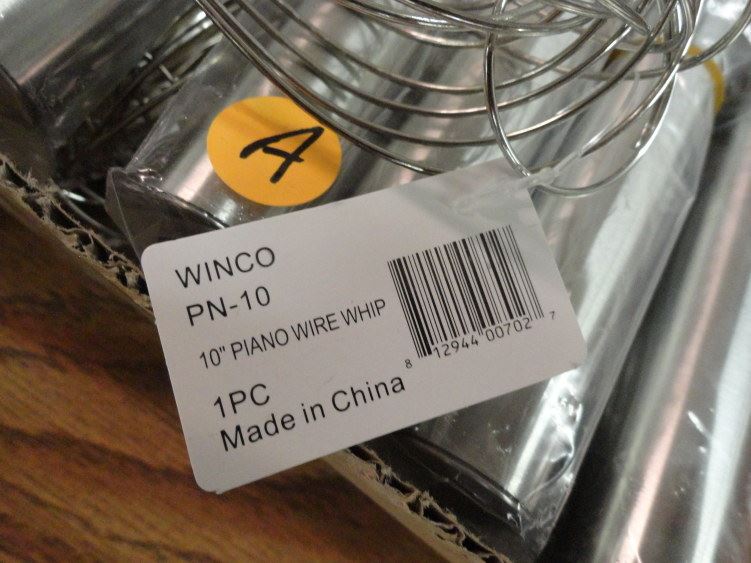 A
WINCO
PN-10
10" PIANO WIRE WHIP
1PC
Made in China
8 12944 00702 7